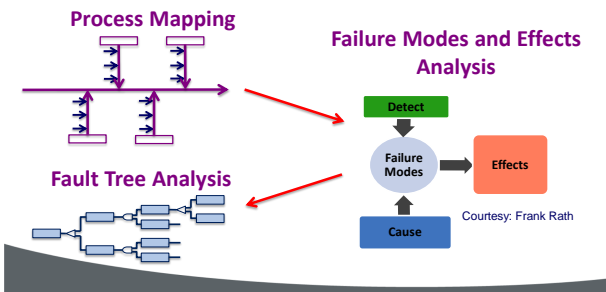 Process Mapping
Failure Modes and Effects
Analysis
Detect
Failure
Modes
Effects
Fault Tree Analysis
Courtesy: Frank Rath
Cause